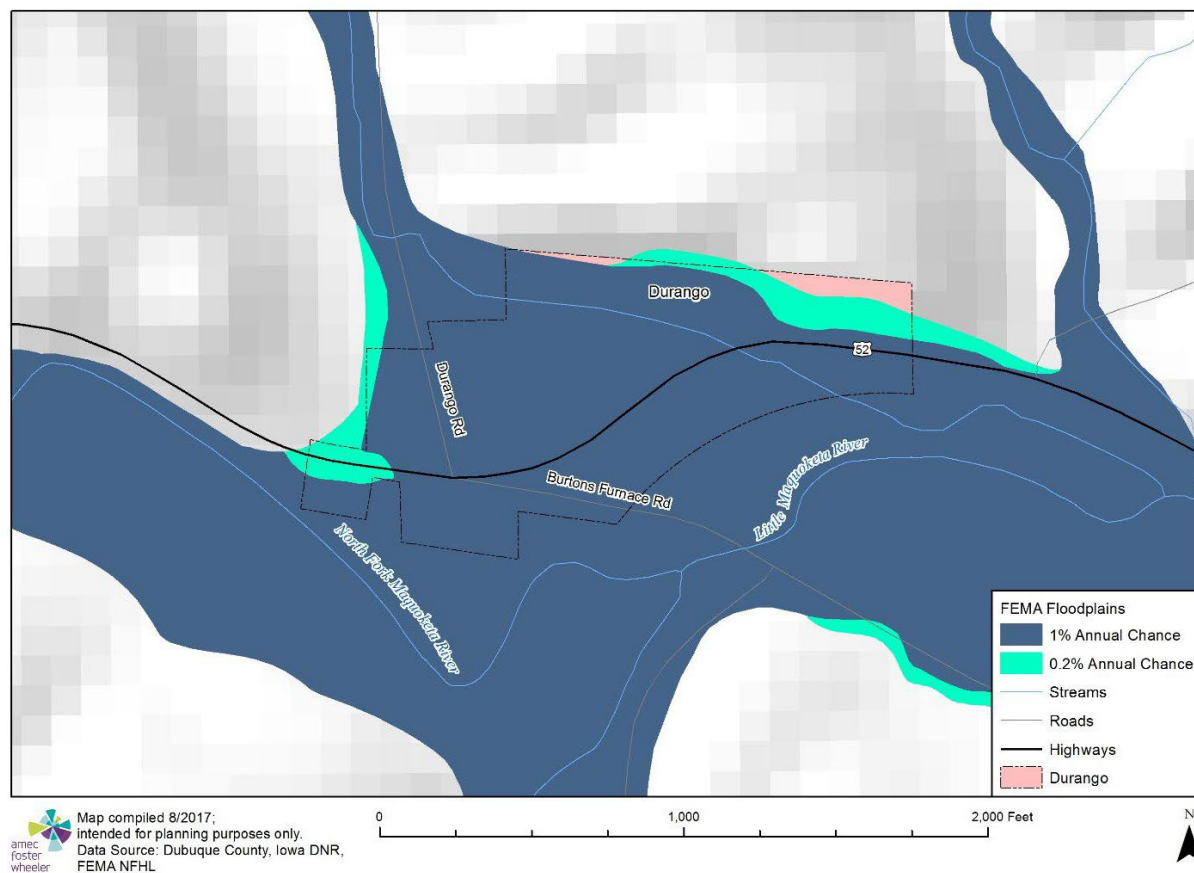 Durango
52
Durango Rd
Burtons Furnace Rd
Little Maquoketa River
North Fork Maquoketa River
FEMA Floodplains
1% Annual Chance
0.2% Annual Chance
Streams
Roads
Highways
Durango
amec
foster
wheeler
Map compiled 8/2017;
intended for planning purposes only.
Data Source: Dubuque County, Iowa DNR,
FEMA NFHL
0 1,000 2,000 Feet
N